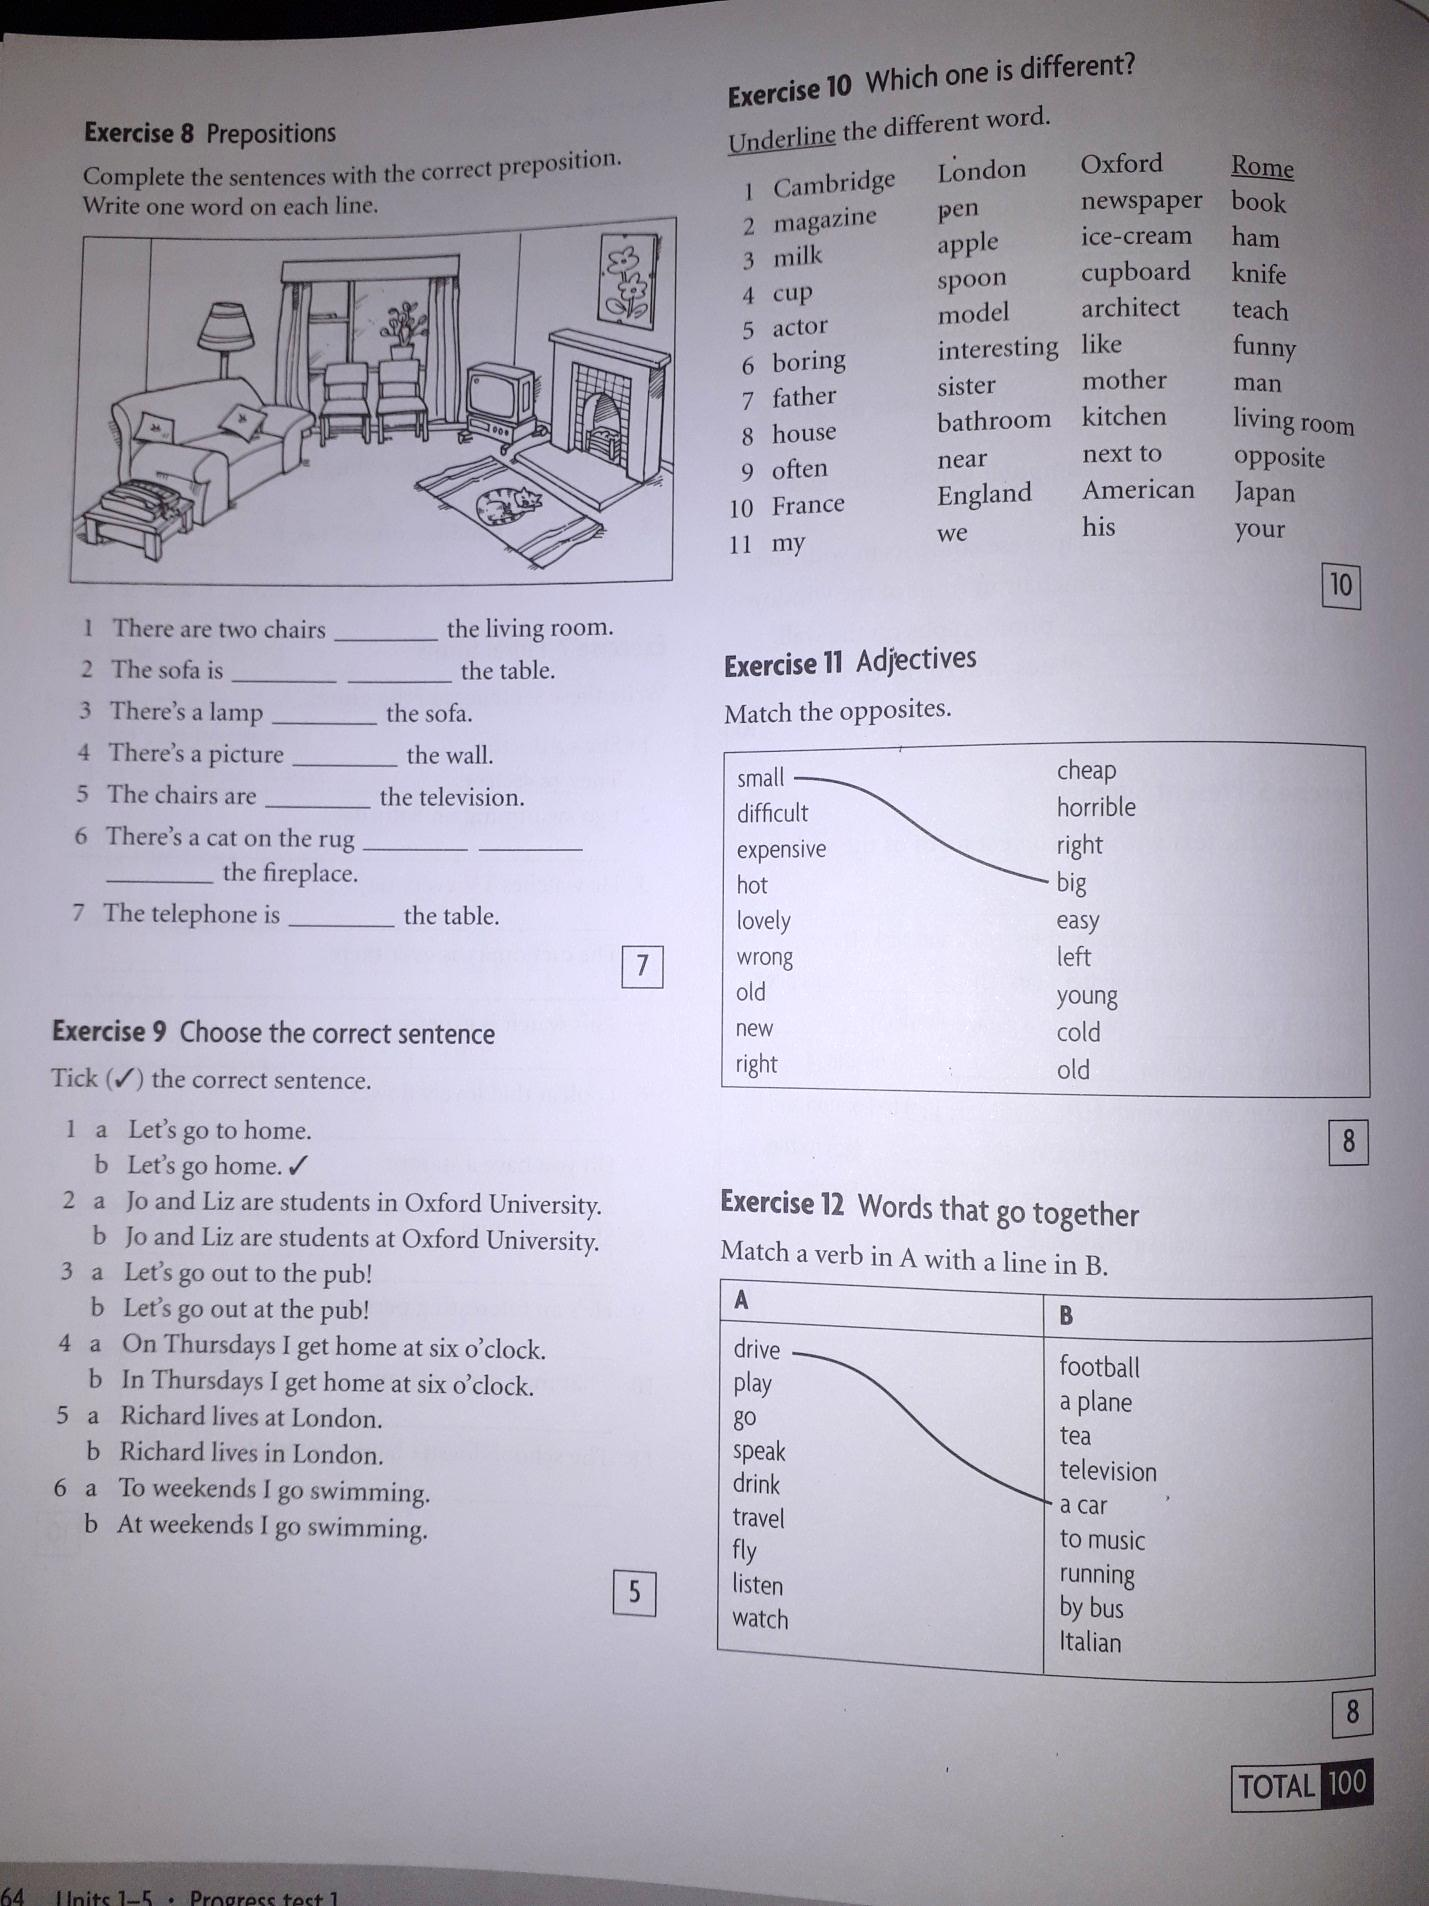 Exercise 8 Prepositions
Complete the sentences with the correct preposition.
Write one word on each line.
1 There are two chairs ________ the living room.
2 The sofa is ________ ________ the table.
3 There's a lamp ________ the sofa.
4 There's a picture ________ the wall.
5 The chairs are ________ the television.
6 There's a cat on the rug ________ ________
________ the fireplace.
7 The telephone is ________ the table.
7
Exercise 9 Choose the correct sentence
Tick (✓) the correct sentence.
1 a Let's go to home.
b Let's go home. ✓
2 a Jo and Liz are students in Oxford University.
b Jo and Liz are students at Oxford University.
3 a Let's go out to the pub!
b Let's go out at the pub!
4 a On Thursdays I get home at six o'clock.
b In Thursdays I get home at six o'clock.
5 a Richard lives at London.
b Richard lives in London.
6 a To weekends I go swimming.
b At weekends I go swimming.
5
Exercise 10 Which one is different?
Underline the different word.
1 Cambridge London Oxford Rome
2 magazine pen newspaper book
3 milk apple ice-cream ham
4 cup spoon cupboard knife
5 actor model architect teach
6 boring interesting like funny
7 father sister mother man
8 house bathroom kitchen living room
9 often near next to opposite
10 France England American Japan
11 my we his your
10
Exercise 11 Adjectives
Match the opposites.
small cheap
difficult horrible
expensive right
hot big
lovely easy
wrong left
old young
new cold
right old
8
Exercise 12 Words that go together
Match a verb in A with a line in B.
A B
drive football
play a plane
go tea
speak television
drink a car
travel to music
fly running
listen by bus
watch Italian
8
TOTAL 100
64 Units 1–5 • Progress test 1